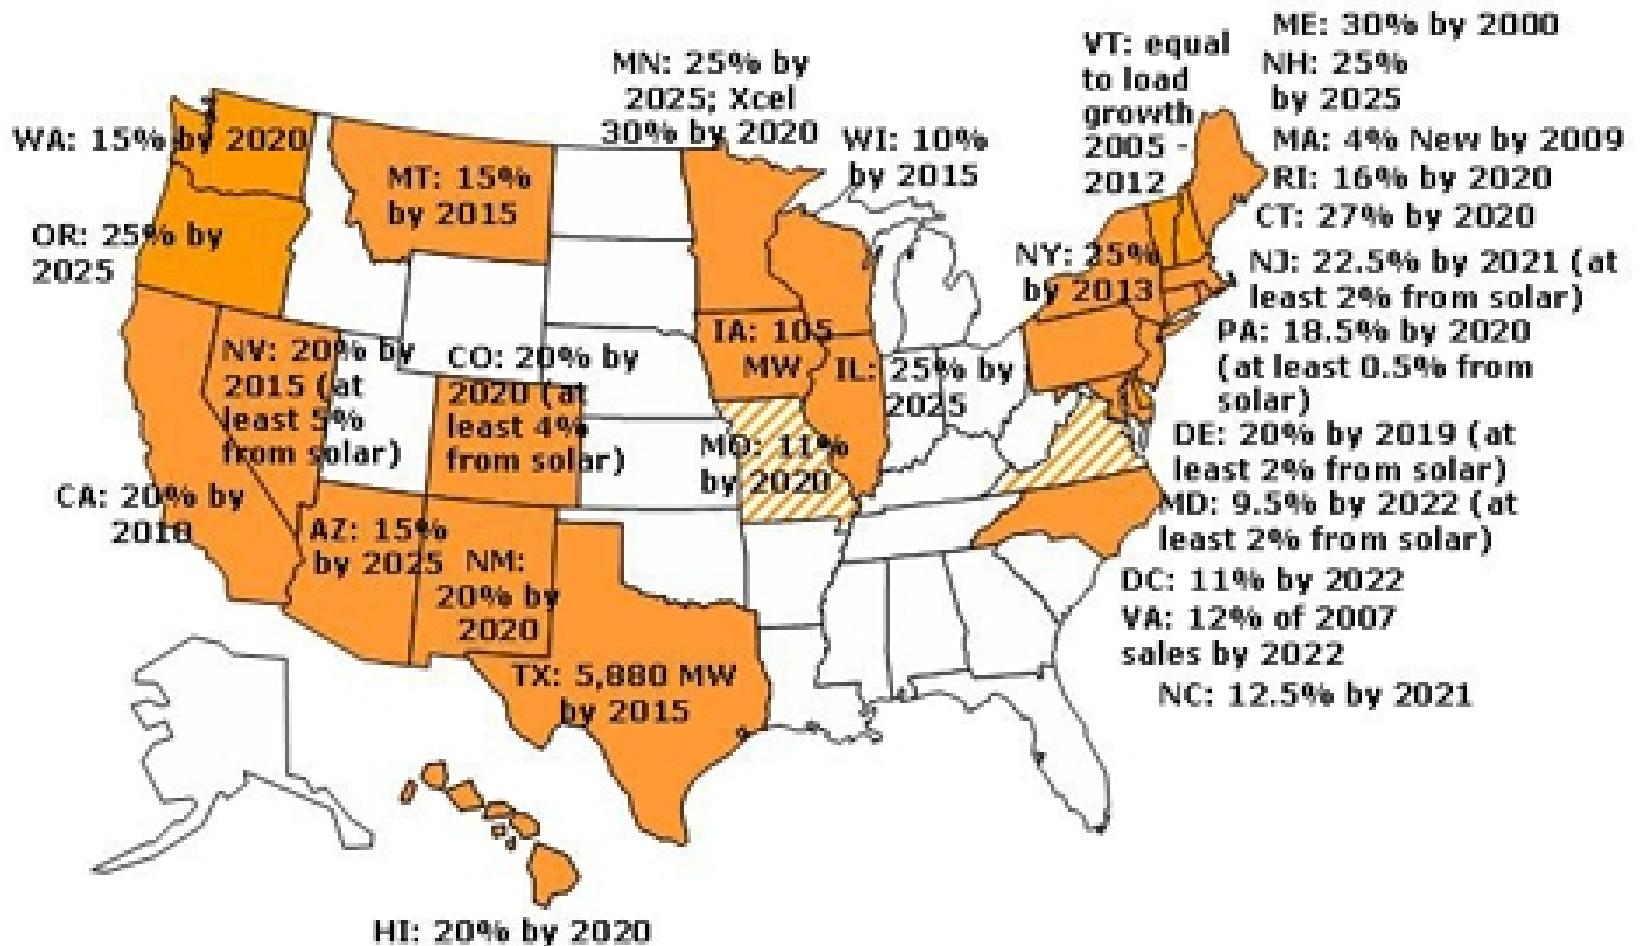 ME: 30% by 2000
VT: equal
to load
growth
2005 -
2012
NH: 25%
by 2025
MN: 25% by
2025; Xcel
30% by 2020
WI: 10%
by 2015
WA: 15% by 2020
MA: 4% New by 2009
MT: 15%
by 2015
RI: 16% by 2020
CT: 27% by 2020
OR: 25% by
2025
NY: 25%
by 2013
NJ: 22.5% by 2021 (at
least 2% from solar)
IA: 105
MW
PA: 18.5% by 2020
(at least 0.5% from
solar)
NV: 20% by
2015 (at
least 5%
from solar)
CO: 20% by
2020 (at
least 4%
from solar)
IL: 25% by
2025
MO: 11%
by 2020
DE: 20% by 2019 (at
least 2% from solar)
CA: 20% by
2010
MD: 9.5% by 2022 (at
least 2% from solar)
AZ: 15%
by 2025
NM:
20% by
2020
DC: 11% by 2022
VA: 12% of 2007
sales by 2022
TX: 5,880 MW
by 2015
NC: 12.5% by 2021
HI: 20% by 2020